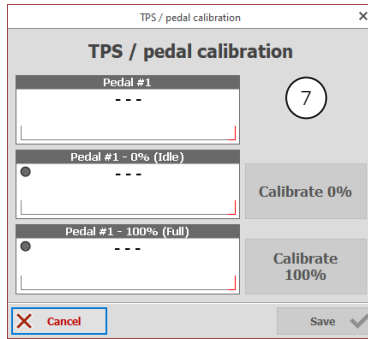 TPS / pedal calibration
TPS / pedal calibration
Pedal #1
- - -
7
Pedal #1 - 0% (Idle)
- - -
Calibrate 0%
Pedal #1 - 100% (Full)
- - -
Calibrate
100%
Cancel
Save